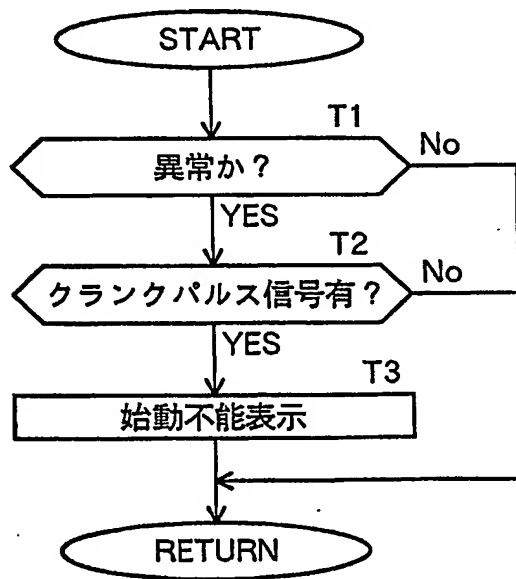 START
T1
異常か？
No
YES
T2
クランクパルス信号有？
No
YES
T3
始動不能表示
RETURN